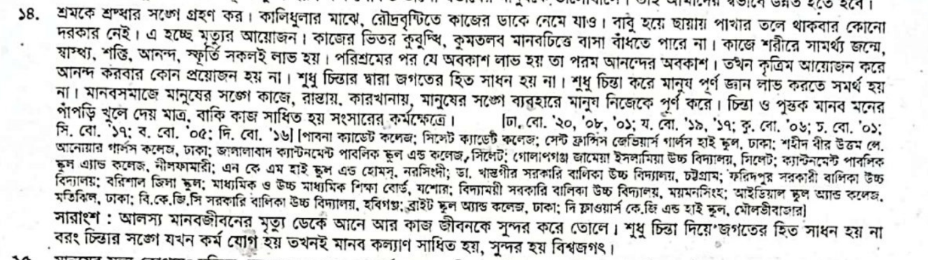 ১৪. শ্রমকে শ্রদ্ধার সঙ্গে গ্রহণ কর। কালিধুলার মাঝে, রৌদ্রবৃষ্টিতে কাজের ডাকে নেমে যাও। বাবু হয়ে ছায়ায় পাখার তলে থাকবার কোনো
দরকার নেই। এ হচ্ছে মৃত্যুর আয়োজন। কাজের ভিতর কুবুদ্ধি, কুমতলব মানবচিত্তে বাসা বাঁধতে পারে না। কাজে শরীরে সামর্থ্য জন্মে,
স্বাস্থ্য, শক্তি, আনন্দ, স্ফূর্তি সকলই লাভ হয়। পরিশ্রমের পর যে অবকাশ লাভ হয় তা পরম আনন্দের অবকাশ। তখন কৃত্রিম আয়োজন করে
আনন্দ করবার কোন প্রয়োজন হয় না। শুধু চিন্তার দ্বারা জগতের হিত সাধন হয় না। শুধু চিন্তা করে মানুষ পূর্ণ জ্ঞান লাভ করতে সমর্থ হয়
না। মানবসমাজে মানুষের সঙ্গে কাজে, রাস্তায়, কারখানায়, মানুষের সঙ্গে ব্যবহারে মানুষ নিজেকে পূর্ণ করে। চিন্তা ও পুস্তক মানব মনের
পাঁপড়ি খুলে দেয় মাত্র, বাকি কাজ সাধিত হয় সংসারের কর্মক্ষেত্রে। [ঢা. বো. '২০, '০৮, '০১; য. বো. '১৯, '১৭; কু. বো. '০৬; চ. বো. '০১;
সি. বো. '১৭; ব. বো. '০৫; দি. বো. '১৬] [পাবনা ক্যাডেট কলেজ; সিলেট ক্যাডেট কলেজ; সেন্ট ফ্রান্সিস জেভিয়ার্স গার্লস হাই স্কুল, ঢাকা; শহীদ বীর উত্তম লে.
আনোয়ার গার্লস কলেজ, ঢাকা; জালালাবাদ ক্যান্টনমেন্ট পাবলিক স্কুল এন্ড কলেজ, সিলেট; গোলাপগঞ্জ জামেয়া ইসলামিয়া উচ্চ বিদ্যালয়, সিলেট; ক্যান্টনমেন্ট পাবলিক
স্কুল এ্যান্ড কলেজ, নীলফামারী; এন কে এম হাই স্কুল এন্ড হোমস্, নরসিংদী; ডা. খাস্তগীর সরকারি বালিকা উচ্চ বিদ্যালয়, চট্টগ্রাম; ফরিদপুর সরকারী বালিকা উচ্চ
বিদ্যালয়; বরিশাল জিলা স্কুল; মাধ্যমিক ও উচ্চ মাধ্যমিক শিক্ষা বোর্ড, যশোর; বিদ্যাময়ী সরকারি বালিকা উচ্চ বিদ্যালয়, ময়মনসিংহ; আইডিয়াল স্কুল অ্যান্ড কলেজ,
মতিঝিল, ঢাকা; বি.কে.জি.সি সরকারি বালিকা উচ্চ বিদ্যালয়, হবিগঞ্জ; ব্রাইট স্কুল অ্যান্ড কলেজ, ঢাকা; দি ফ্লাওয়ার্স কে.জি এন্ড হাই স্কুল, মৌলভীবাজার]
সারাংশ : আলস্য মানবজীবনের মৃত্যু ডেকে আনে আর কাজ জীবনকে সুন্দর করে তোলে। শুধু চিন্তা দিয়ে জগতের হিত সাধন হয় না
বরং চিন্তার সঙ্গে যখন কর্ম যোগ হয় তখনই মানব কল্যাণ সাধিত হয়, সুন্দর হয় বিশ্বজগৎ।